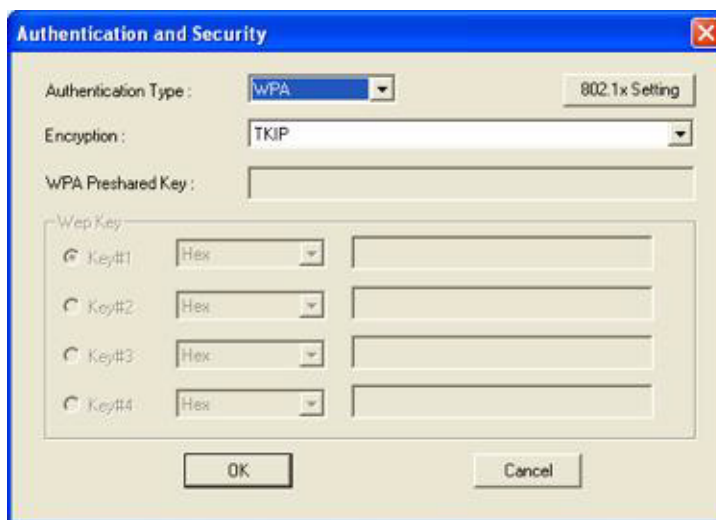 Authentication and Security
Authentication Type : WPA 802.1x Setting
Encryption : TKIP
WPA Preshared Key :
Wep Key
Key#1 Hex
Key#2 Hex
Key#3 Hex
Key#4 Hex
OK Cancel